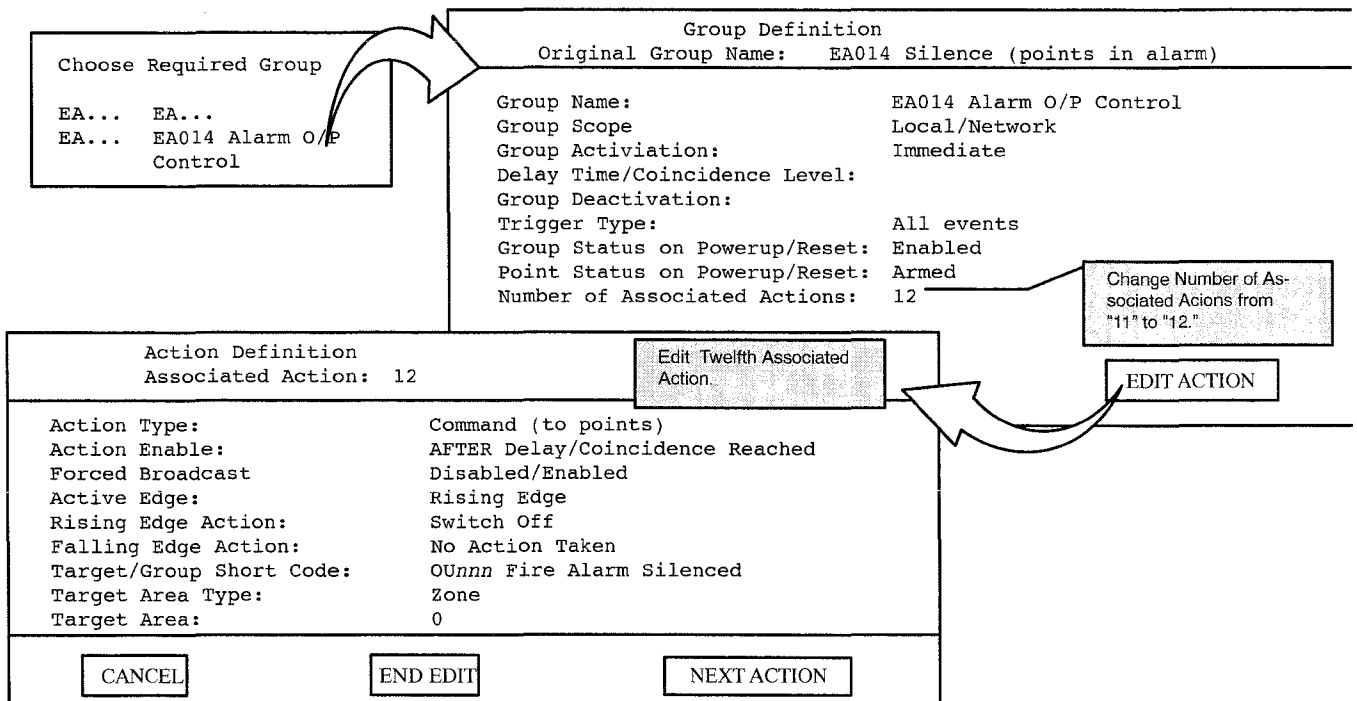 Choose Required Group
EA... EA...
EA... EA014 Alarm O/P
Control
Group Definition
Original Group Name: EA014 Silence (points in alarm)
Group Name: EA014 Alarm O/P Control
Group Scope Local/Network
Group Activiation: Immediate
Delay Time/Coincidence Level:
Group Deactivation:
Trigger Type: All events
Group Status on Powerup/Reset: Enabled
Point Status on Powerup/Reset: Armed
Number of Associated Actions: 12
Change Number of As-
sociated Acions from
"11" to "12."
EDIT ACTION
Action Definition
Associated Action: 12
Edit Twelfth Associated
Action.
Action Type: Command (to points)
Action Enable: AFTER Delay/Coincidence Reached
Forced Broadcast Disabled/Enabled
Active Edge: Rising Edge
Rising Edge Action: Switch Off
Falling Edge Action: No Action Taken
Target/Group Short Code: OUnnn Fire Alarm Silenced
Target Area Type: Zone
Target Area: 0
CANCEL
END EDIT
NEXT ACTION